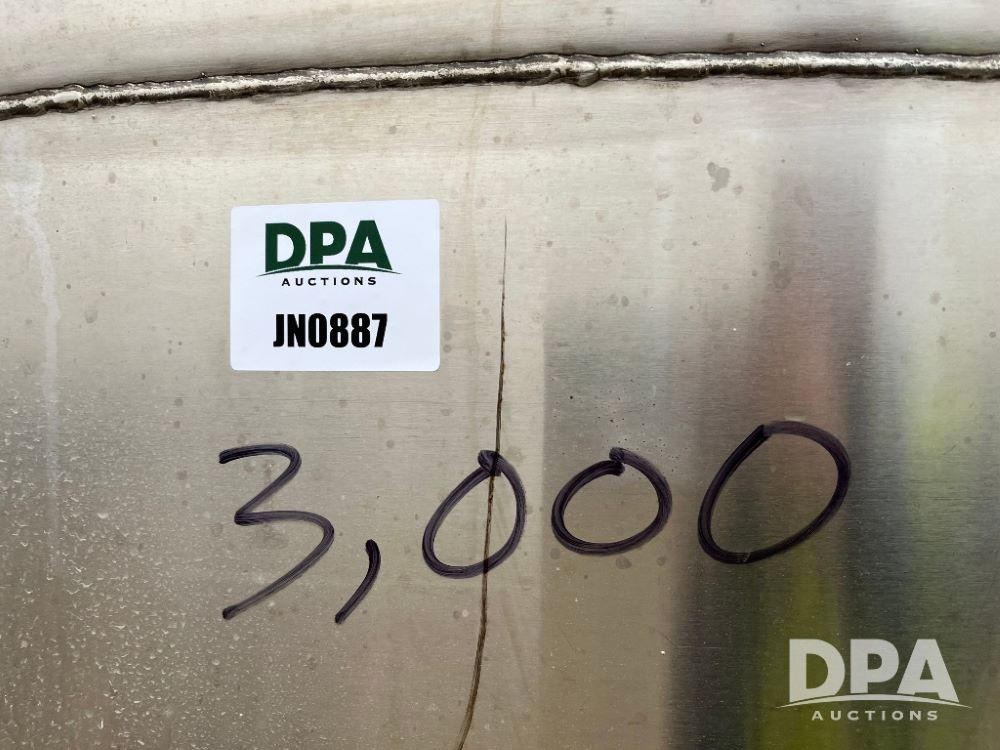 DPA
AUCTIONS
JN0887
3,000
DPA
AUCTIONS